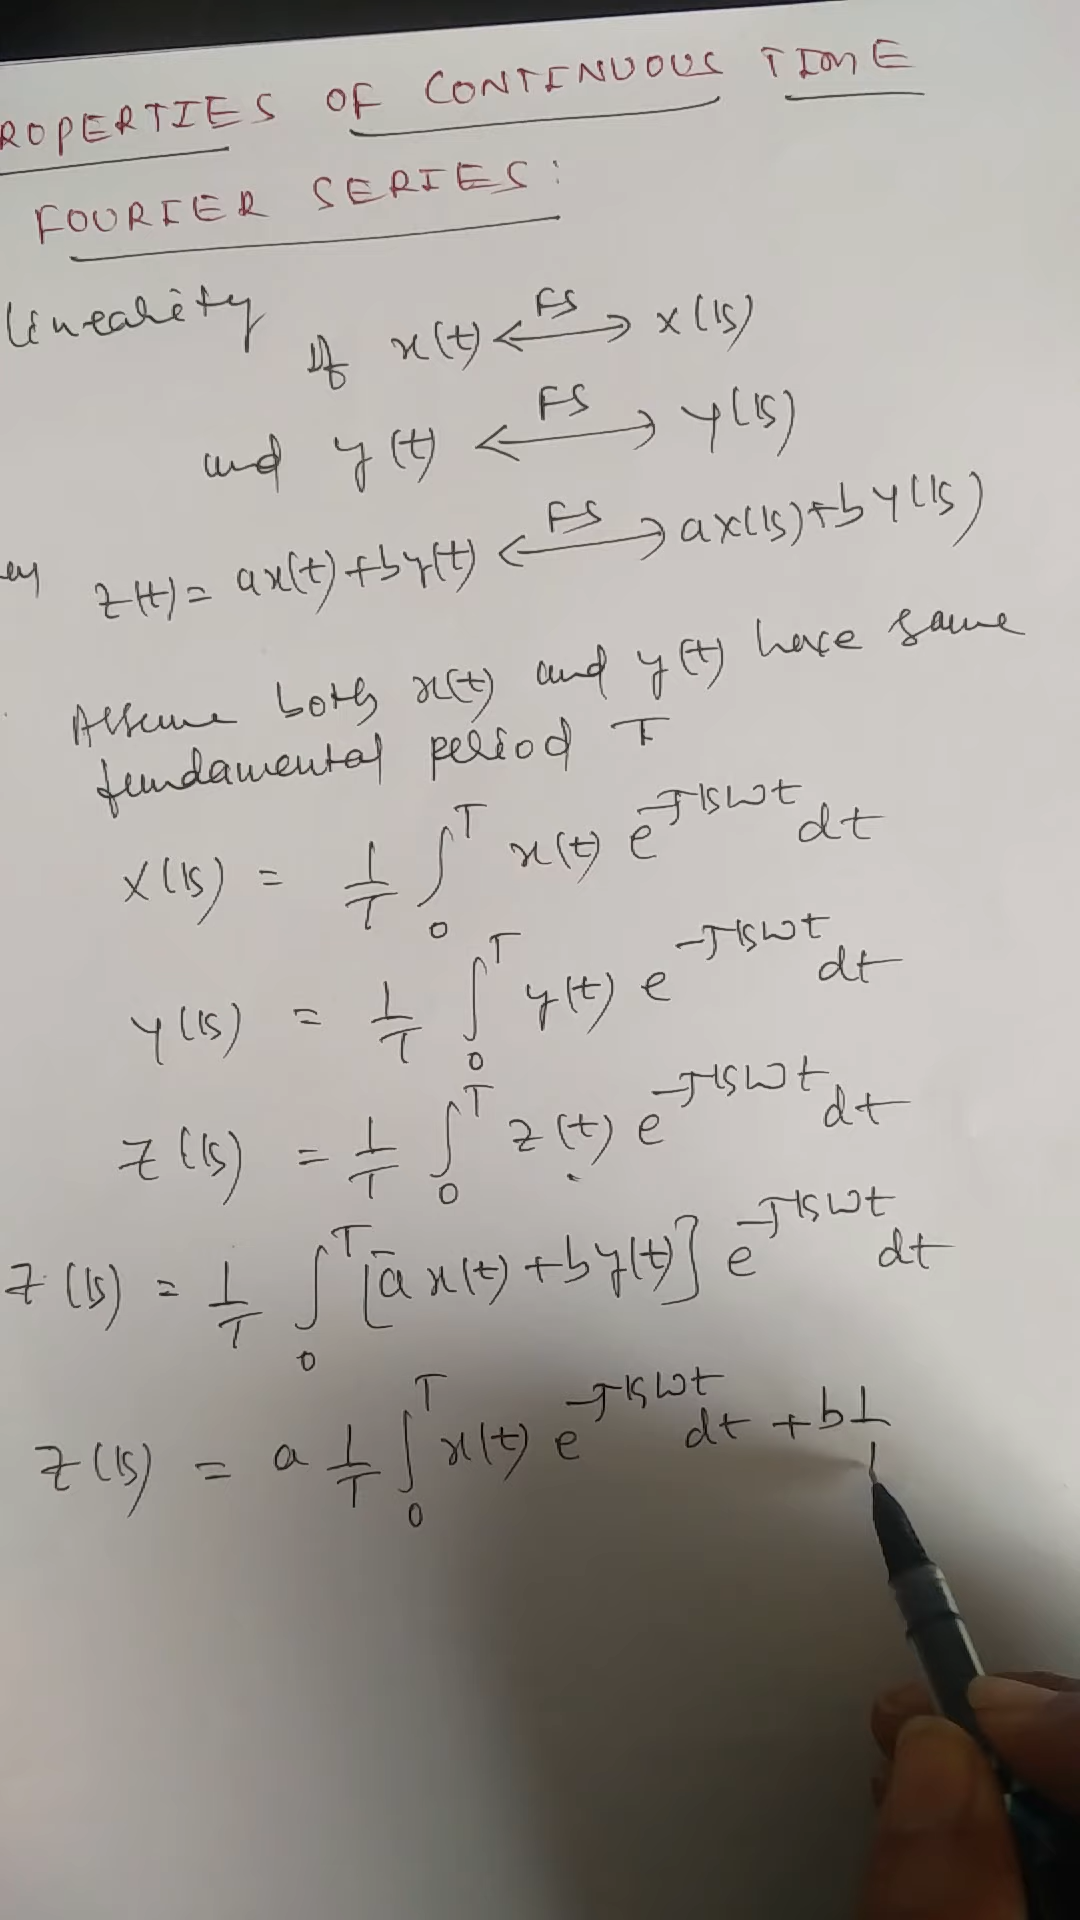 ROPERTIES OF CONTINUOUS TIME
FOURIER SERIES:
linearity
If x(t) <--FS--> X(k)
and y(t) <--FS--> Y(k)
z(t) = ax(t)+by(t) <--FS--> aX(k)+bY(k)
Assume both x(t) and y(t) have same
fundamental period T
X(k) = 1/T ∫₀ᵀ x(t) e^{-jkωt} dt
Y(k) = 1/T ∫₀ᵀ y(t) e^{-jkωt} dt
Z(k) = 1/T ∫₀ᵀ z(t) e^{-jkωt} dt
Z(k) = 1/T ∫₀ᵀ [a x(t) + b y(t)] e^{-jkωt} dt
Z(k) = a 1/T ∫₀ᵀ x(t) e^{-jkωt} dt + b 1